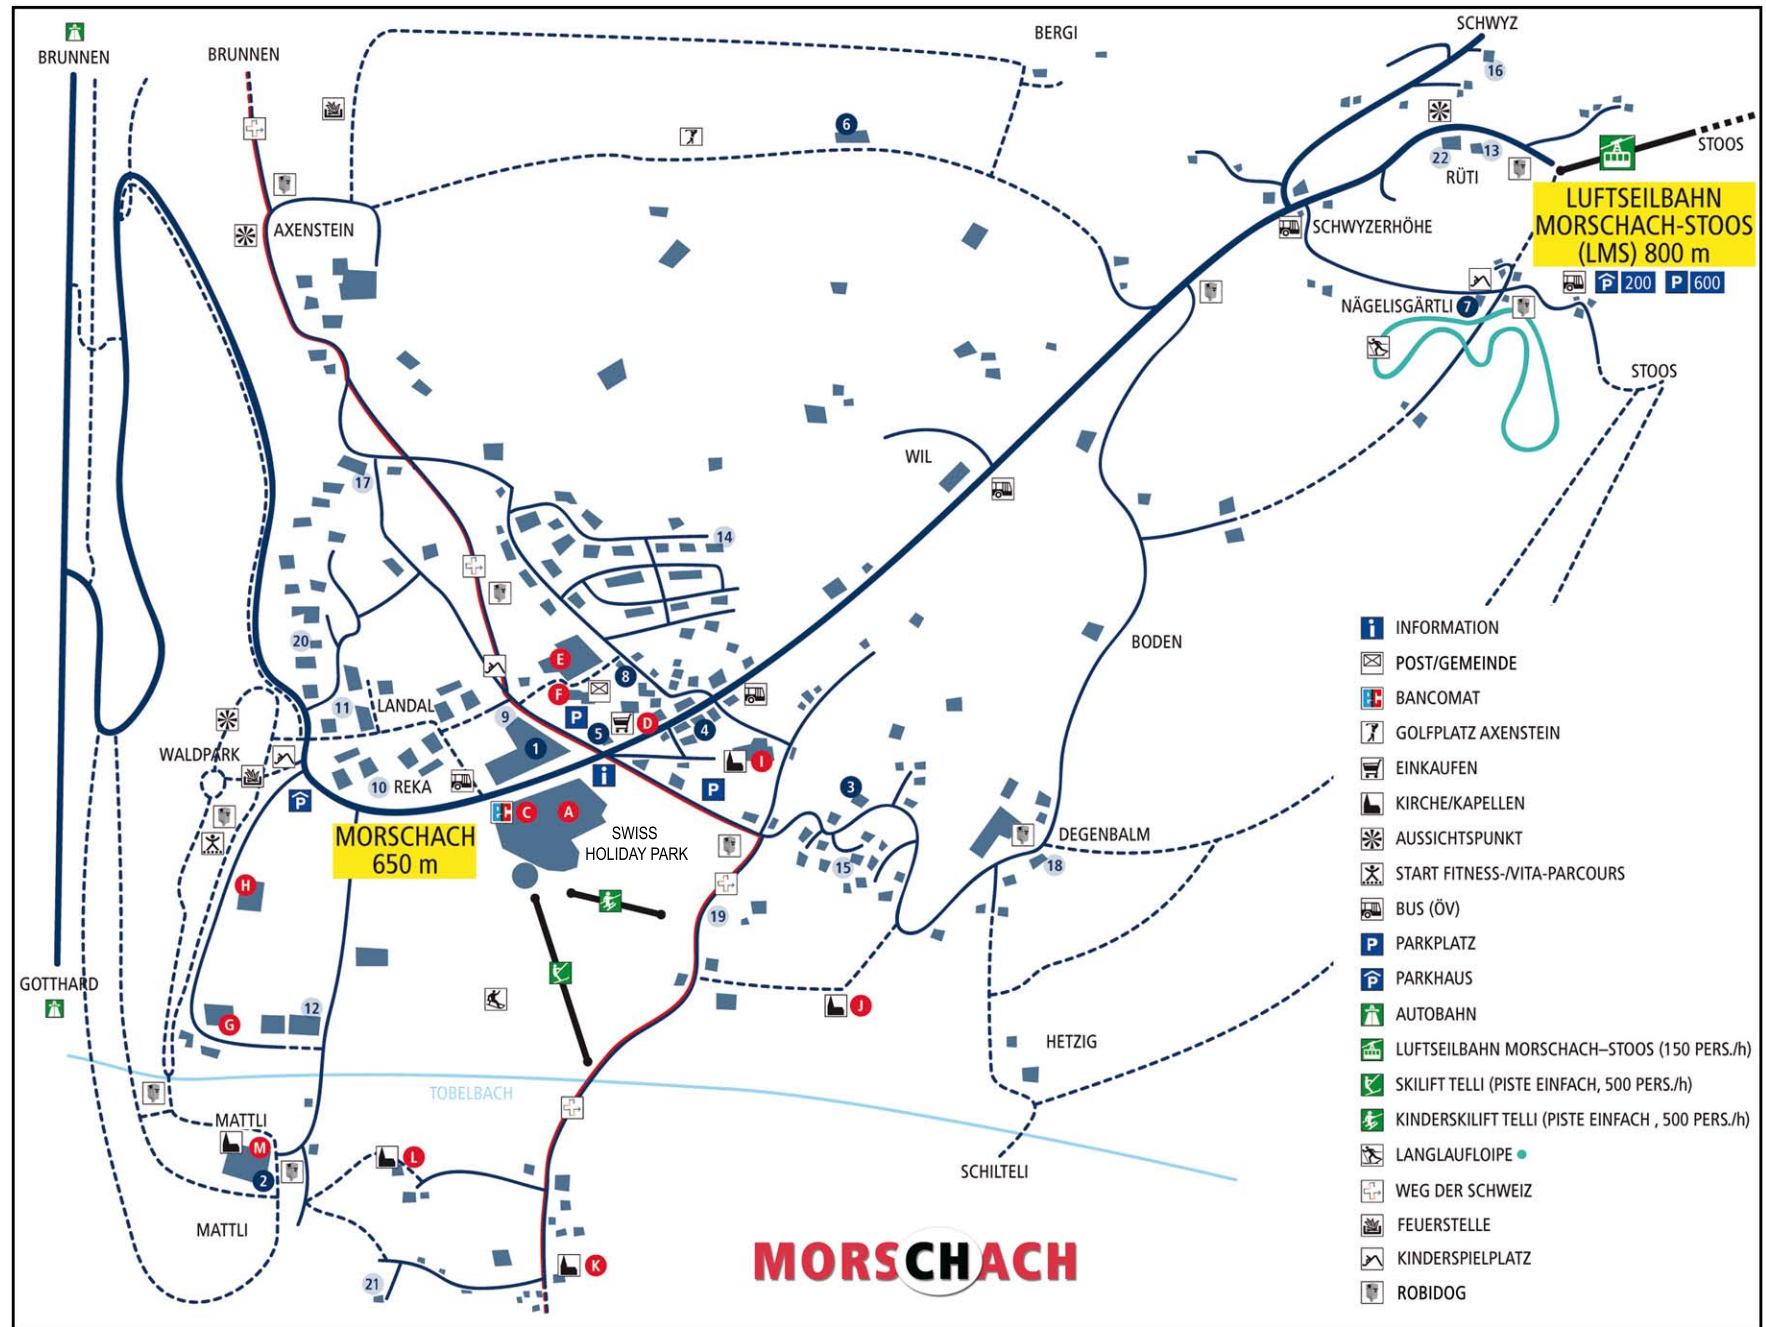 BRUNNEN
BRUNNEN
BERGI
SCHWYZ
16
6
22
13
RÜTI
STOOS
LUFTSEILBAHN
MORSCHACH-STOOS
(LMS) 800 m
P 200
P 600
AXENSTEIN
SCHWYZERHÖHE
NÄGELISGÄRTLI
7
STOOS
WIL
17
14
20
BODEN
E
8
F
11
LANDAL
9
P
D
5
4
1
I
WALDPARK
10
REKA
i
P
P
3
C
A
MORSCHACH
650 m
SWISS
HOLIDAY PARK
DEGENBALM
15
18
H
19
GOTTHARD
12
G
J
HETZIG
TOBELBACH
MATTLI
M
L
2
SCHILTELI
MATTLI
K
21
MORSCHACH
i INFORMATION
POST/GEMEINDE
BANCOMAT
GOLFPLATZ AXENSTEIN
EINKAUFEN
KIRCHE/KAPELLEN
AUSSICHTSPUNKT
START FITNESS-/VITA-PARCOURS
BUS (ÖV)
P PARKPLATZ
P PARKHAUS
AUTOBAHN
LUFTSEILBAHN MORSCHACH–STOOS (150 PERS./h)
SKILIFT TELLI (PISTE EINFACH, 500 PERS./h)
KINDERSKILIFT TELLI (PISTE EINFACH , 500 PERS./h)
LANGLAUFLOIPE
WEG DER SCHWEIZ
FEUERSTELLE
KINDERSPIELPLATZ
ROBIDOG